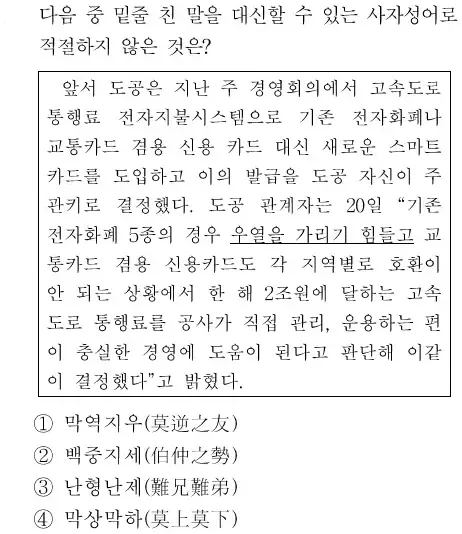 다음 중 밑줄 친 말을 대신할 수 있는 사자성어로
적절하지 않은 것은?
앞서 도공은 지난 주 경영회의에서 고속도로
통행료 전자지불시스템으로 기존 전자화폐나
교통카드 겸용 신용 카드 대신 새로운 스마트
카드를 도입하고 이의 발급을 도공 자신이 주
관키로 결정했다. 도공 관계자는 20일 “기존
전자화폐 5종의 경우 우열을 가리기 힘들고 교
통카드 겸용 신용카드도 각 지역별로 호환이
안 되는 상황에서 한 해 2조원에 달하는 고속
도로 통행료를 공사가 직접 관리, 운용하는 편
이 충실한 경영에 도움이 된다고 판단해 이같
이 결정했다”고 밝혔다.
① 막역지우(莫逆之友)
② 백중지세(伯仲之勢)
③ 난형난제(難兄難弟)
④ 막상막하(莫上莫下)